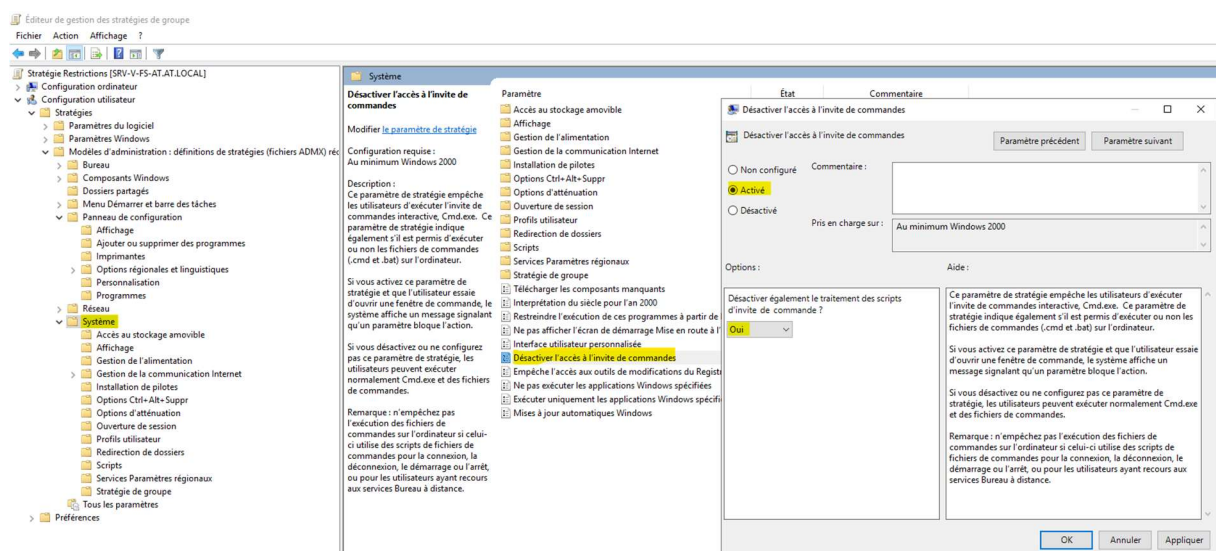 Éditeur de gestion des stratégies de groupe
Fichier Action Affichage ?
Stratégie Restrictions [SRV-V-FS-AT.AT.LOCAL]
Configuration ordinateur
Configuration utilisateur
Stratégies
Paramètres du logiciel
Paramètres Windows
Modèles d'administration : définitions de stratégies (fichiers ADMX) réc
Bureau
Composants Windows
Dossiers partagés
Menu Démarrer et barre des tâches
Panneau de configuration
Affichage
Ajouter ou supprimer des programmes
Imprimantes
Options régionales et linguistiques
Personnalisation
Programmes
Réseau
Système
Accès au stockage amovible
Affichage
Gestion de l'alimentation
Gestion de la communication Internet
Installation de pilotes
Options Ctrl+Alt+Suppr
Options d'atténuation
Ouverture de session
Profils utilisateur
Redirection de dossiers
Scripts
Services Paramètres régionaux
Stratégie de groupe
Tous les paramètres
Préférences
Système
Désactiver l'accès à l'invite de
commandes
Modifier le paramètre de stratégie
Configuration requise :
Au minimum Windows 2000
Description :
Ce paramètre de stratégie empêche
les utilisateurs d'exécuter l'invite de
commandes interactive, Cmd.exe. Ce
paramètre de stratégie indique
également s'il est permis d'exécuter
ou non les fichiers de commandes
(.cmd et .bat) sur l'ordinateur.
Si vous activez ce paramètre de
stratégie et que l'utilisateur essaie
d'ouvrir une fenêtre de commande, le
système affiche un message signalant
qu'un paramètre bloque l'action.
Si vous désactivez ou ne configurez
pas ce paramètre de stratégie, les
utilisateurs peuvent exécuter
normalement Cmd.exe et des fichiers
de commandes.
Remarque : n'empêchez pas
l'exécution des fichiers de
commandes sur l'ordinateur si celui-
ci utilise des scripts de fichiers de
commandes pour la connexion, la
déconnexion, le démarrage ou l'arrêt,
ou pour les utilisateurs ayant recours
aux services Bureau à distance.
Paramètre État Commentaire
Accès au stockage amovible
Affichage
Gestion de l'alimentation
Gestion de la communication Internet
Installation de pilotes
Options Ctrl+Alt+Suppr
Options d'atténuation
Ouverture de session
Profils utilisateur
Redirection de dossiers
Scripts
Services Paramètres régionaux
Stratégie de groupe
Télécharger les composants manquants
Interprétation du siècle pour l'an 2000
Restreindre l'exécution de ces programmes à partir de l
Ne pas afficher l'écran de démarrage Mise en route à l'
Interface utilisateur personnalisée
Désactiver l'accès à l'invite de commandes
Empêche l'accès aux outils de modifications du Regist
Ne pas exécuter les applications Windows spécifiées
Exécuter uniquement les applications Windows spécifi
Mises à jour automatiques Windows
Désactiver l'accès à l'invite de commandes
Désactiver l'accès à l'invite de commandes
Paramètre précédent Paramètre suivant
Non configuré Commentaire :
Activé
Désactivé
Pris en charge sur : Au minimum Windows 2000
Options : Aide :
Désactiver également le traitement des scripts
d'invite de commande ?
Oui
Ce paramètre de stratégie empêche les utilisateurs d'exécuter
l'invite de commandes interactive, Cmd.exe. Ce paramètre de
stratégie indique également s'il est permis d'exécuter ou non les
fichiers de commandes (.cmd et .bat) sur l'ordinateur.
Si vous activez ce paramètre de stratégie et que l'utilisateur essaie
d'ouvrir une fenêtre de commande, le système affiche un
message signalant qu'un paramètre bloque l'action.
Si vous désactivez ou ne configurez pas ce paramètre de
stratégie, les utilisateurs peuvent exécuter normalement Cmd.exe
et des fichiers de commandes.
Remarque : n'empêchez pas l'exécution des fichiers de
commandes sur l'ordinateur si celui-ci utilise des scripts de
fichiers de commandes pour la connexion, la déconnexion, le
démarrage ou l'arrêt, ou pour les utilisateurs ayant recours aux
services Bureau à distance.
OK Annuler Appliquer